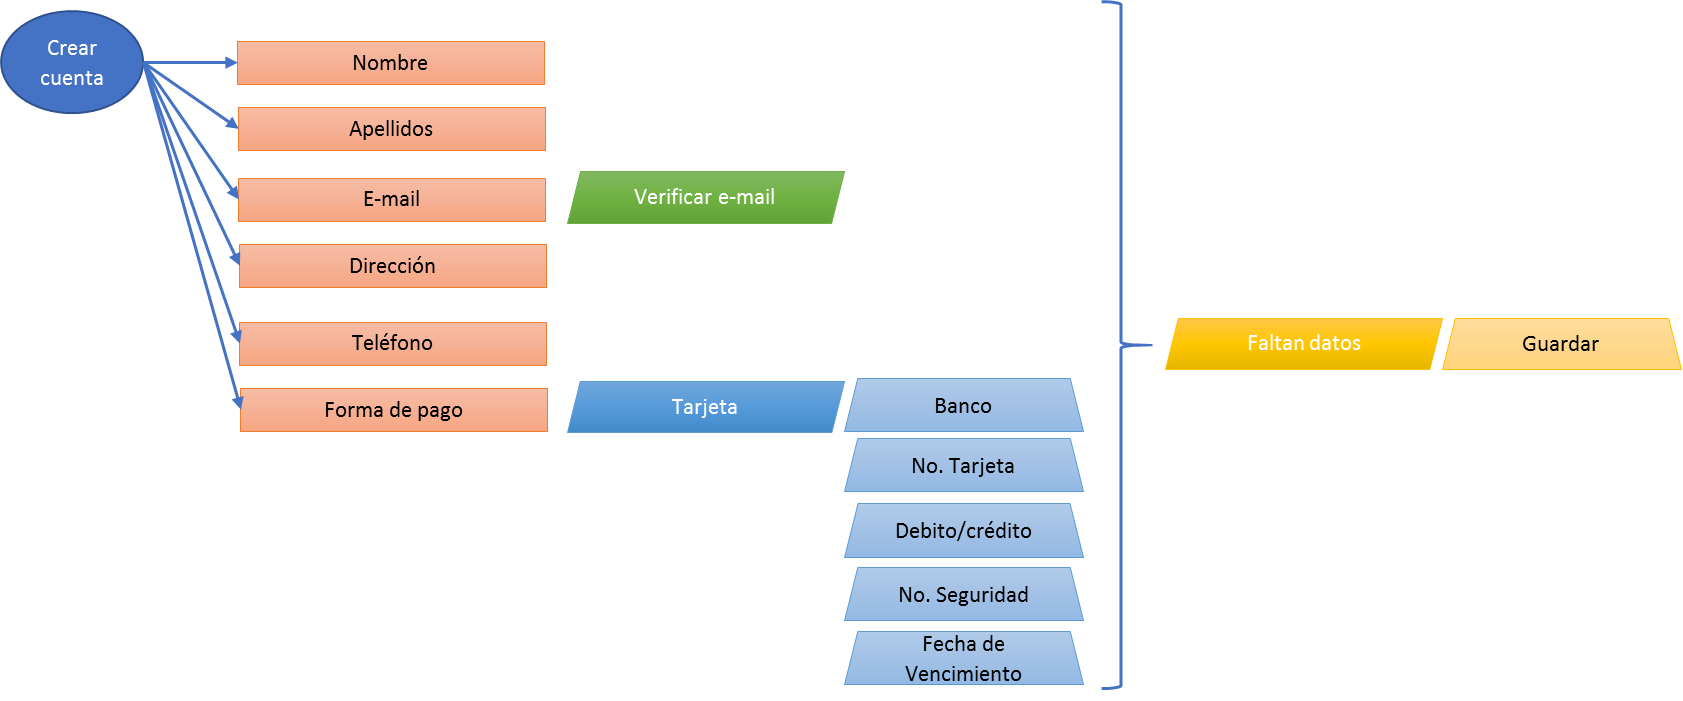 Crear
cuenta
Nombre
Apellidos
E-mail
Verificar e-mail
Dirección
Teléfono
Faltan datos
Guardar
Forma de pago
Tarjeta
Banco
No. Tarjeta
Debito/crédito
No. Seguridad
Fecha de
Vencimiento